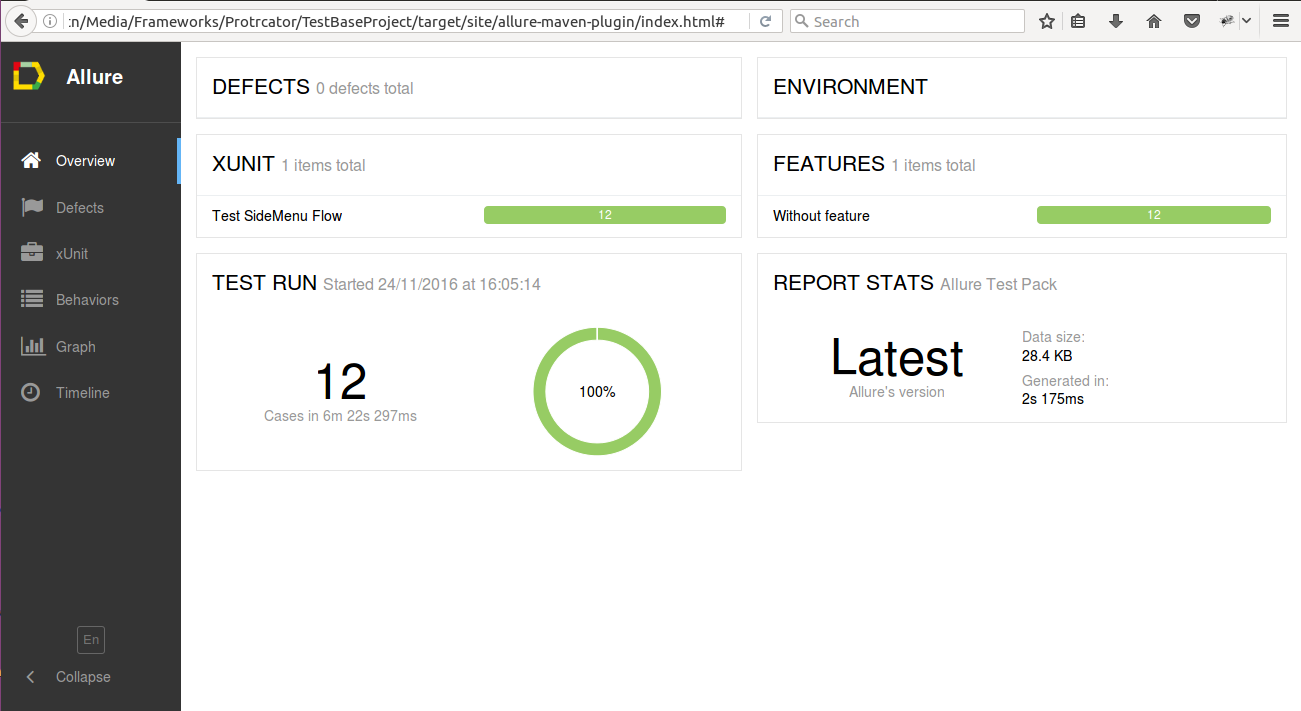 :n/Media/Frameworks/Protrcator/TestBaseProject/target/site/allure-maven-plugin/index.html#
Search
Allure
Overview
Defects
xUnit
Behaviors
Graph
Timeline
En
Collapse
DEFECTS 0 defects total
XUNIT 1 items total
Test SideMenu Flow 12
TEST RUN Started 24/11/2016 at 16:05:14
12
Cases in 6m 22s 297ms
100%
ENVIRONMENT
FEATURES 1 items total
Without feature 12
REPORT STATS Allure Test Pack
Latest
Allure's version
Data size:
28.4 KB
Generated in:
2s 175ms